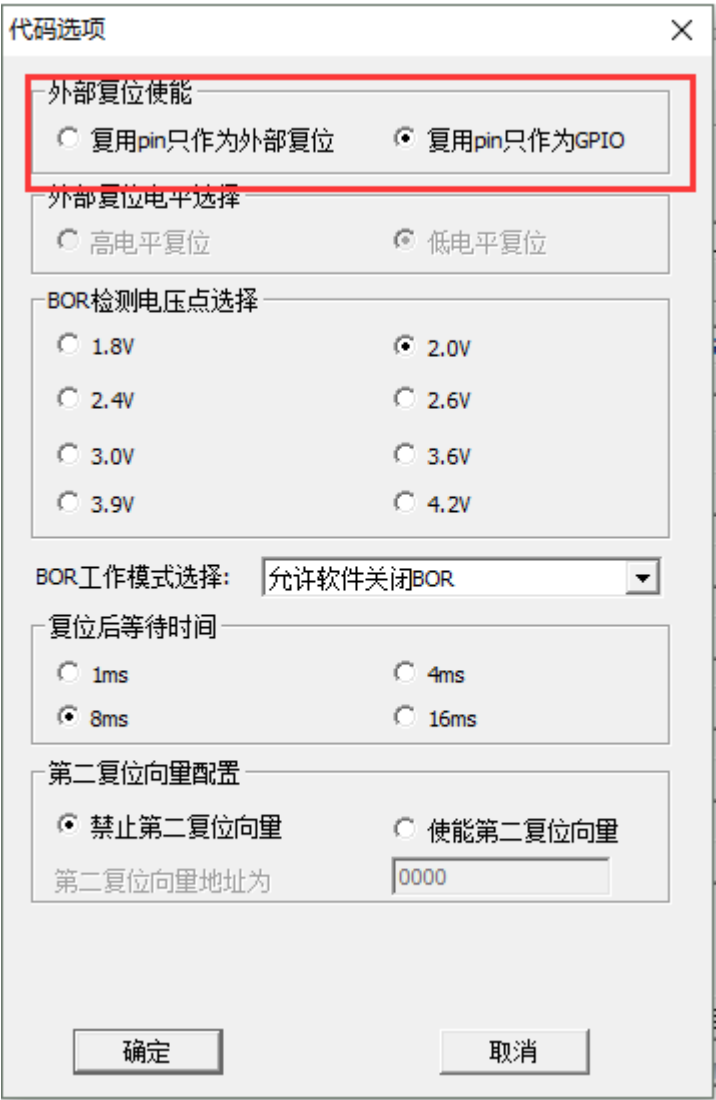 代码选项
外部复位使能
复用pin只作为外部复位 复用pin只作为GPIO
外部复位电平选择
高电平复位 低电平复位
BOR检测电压点选择
1.8V 2.0V
2.4V 2.6V
3.0V 3.6V
3.9V 4.2V
BOR工作模式选择: 允许软件关闭BOR
复位后等待时间
1ms 4ms
8ms 16ms
第二复位向量配置
禁止第二复位向量 使能第二复位向量
第二复位向量地址为 0000
确定 取消